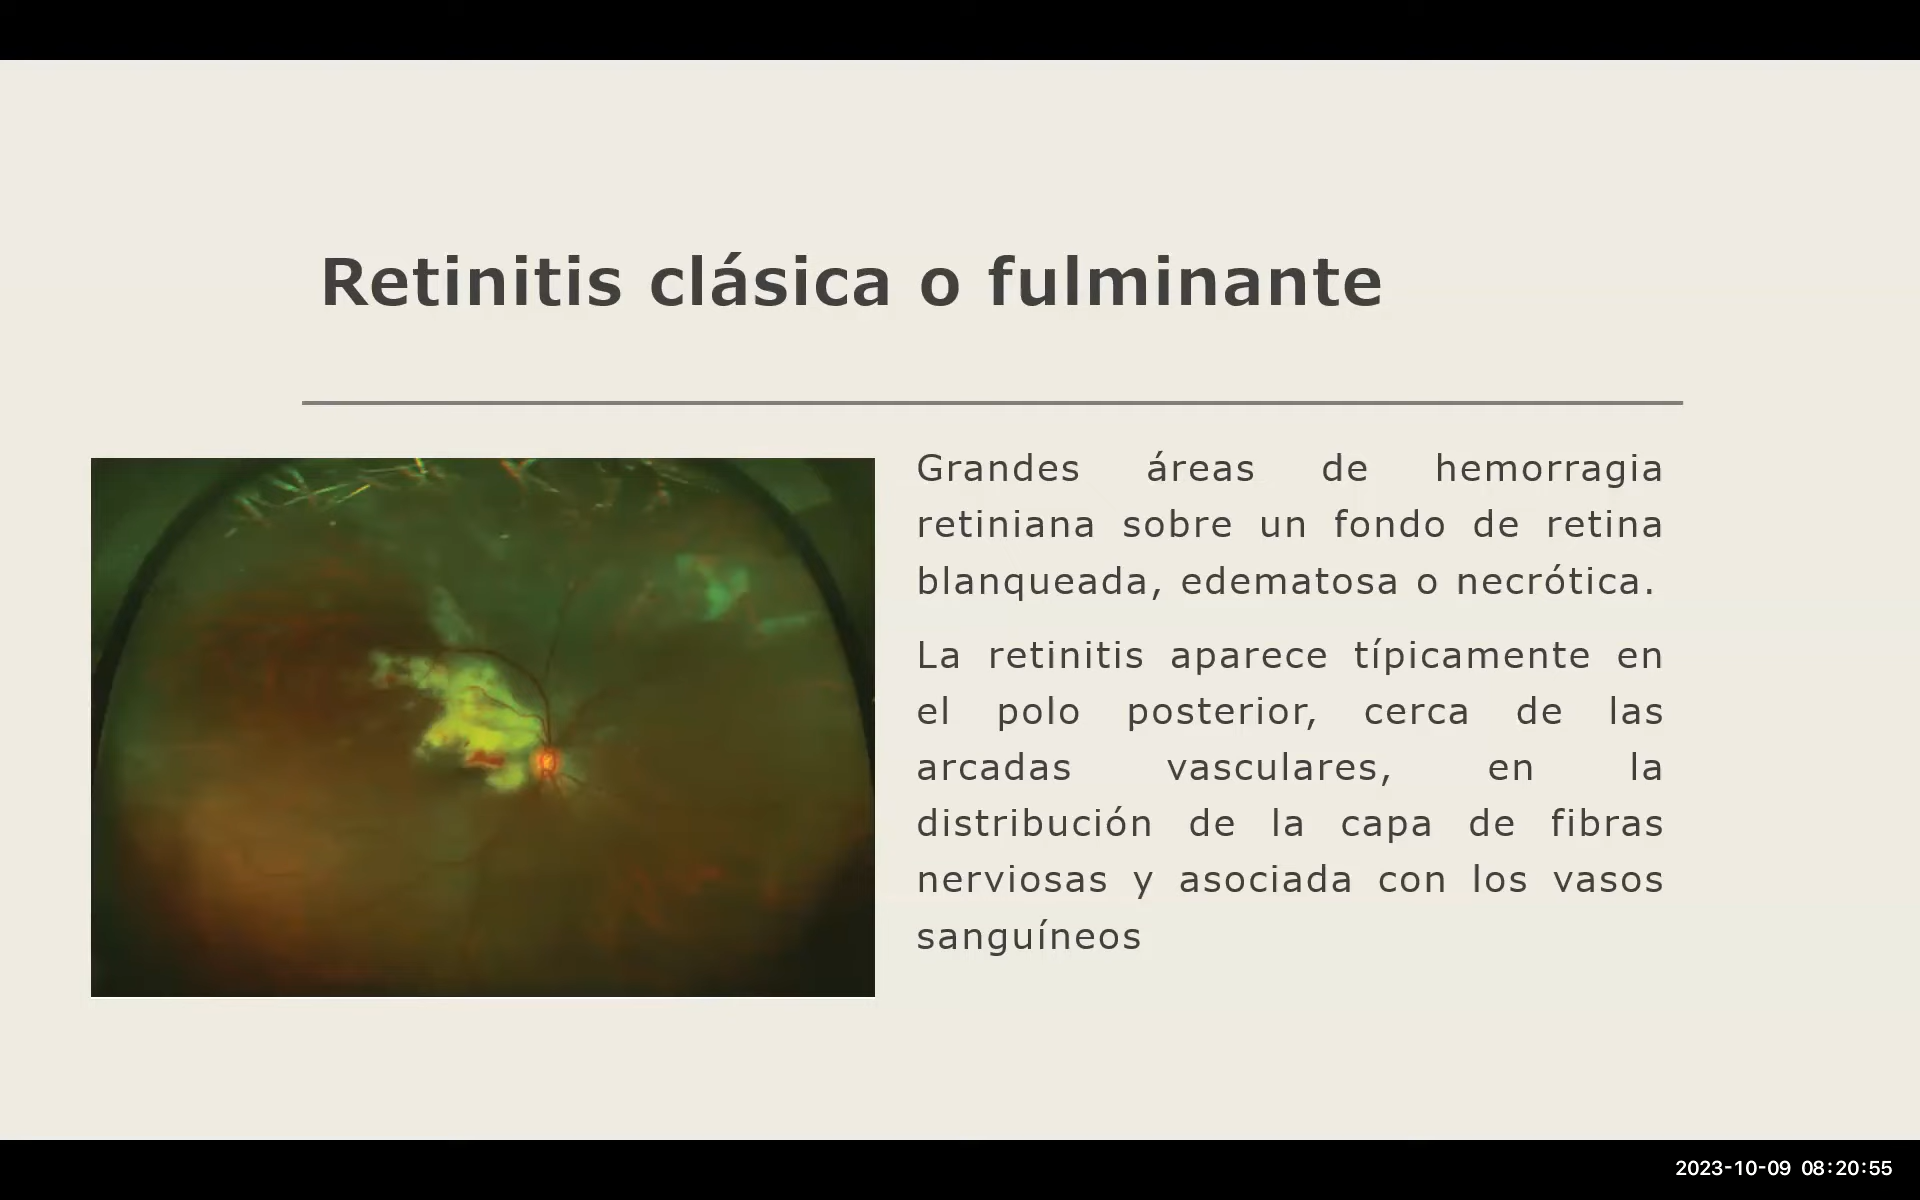 Retinitis clásica o fulminante
Grandes áreas de hemorragia
retiniana sobre un fondo de retina
blanqueada, edematosa o necrótica.
La retinitis aparece típicamente en
el polo posterior, cerca de las
arcadas vasculares, en la
distribución de la capa de fibras
nerviosas y asociada con los vasos
sanguíneos
2023-10-09 08:20:55